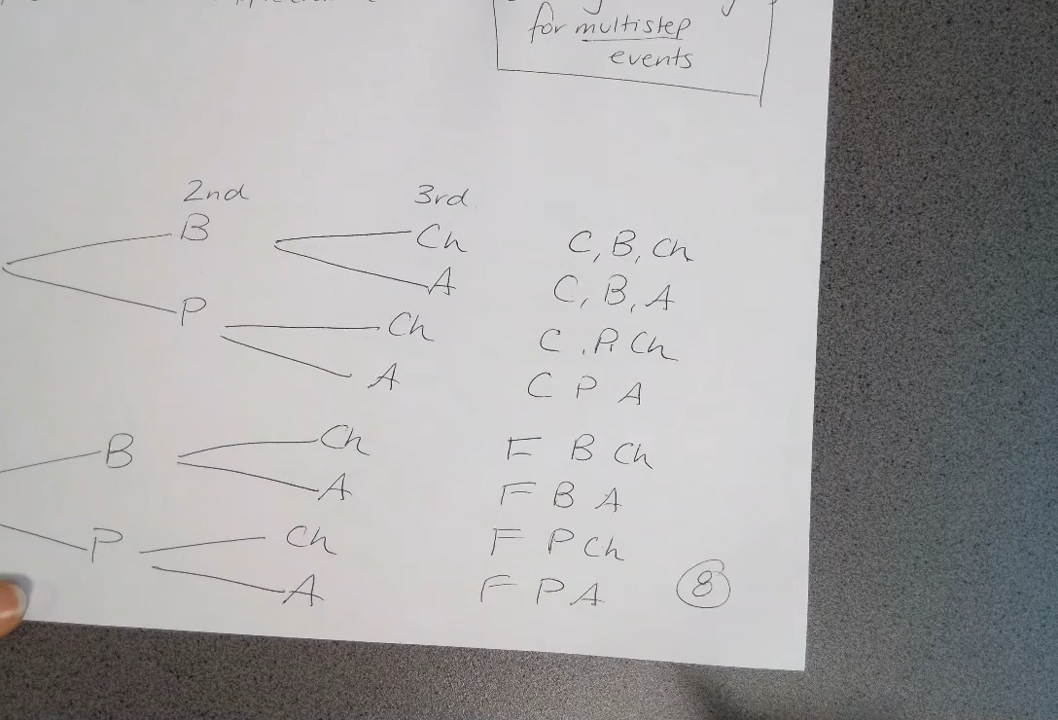 for multistep
events
2nd 3rd
B Ch C, B, Ch
A C, B, A
P Ch C, P, Ch
A C P A
B Ch F B Ch
A F B A
P Ch F P Ch
A F P A 8